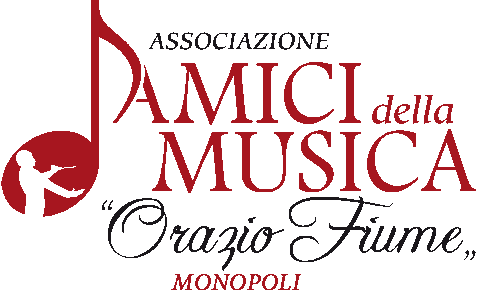 ASSOCIAZIONE
AMICI della
MUSICA
“Orazio Fiume„
MONOPOLI